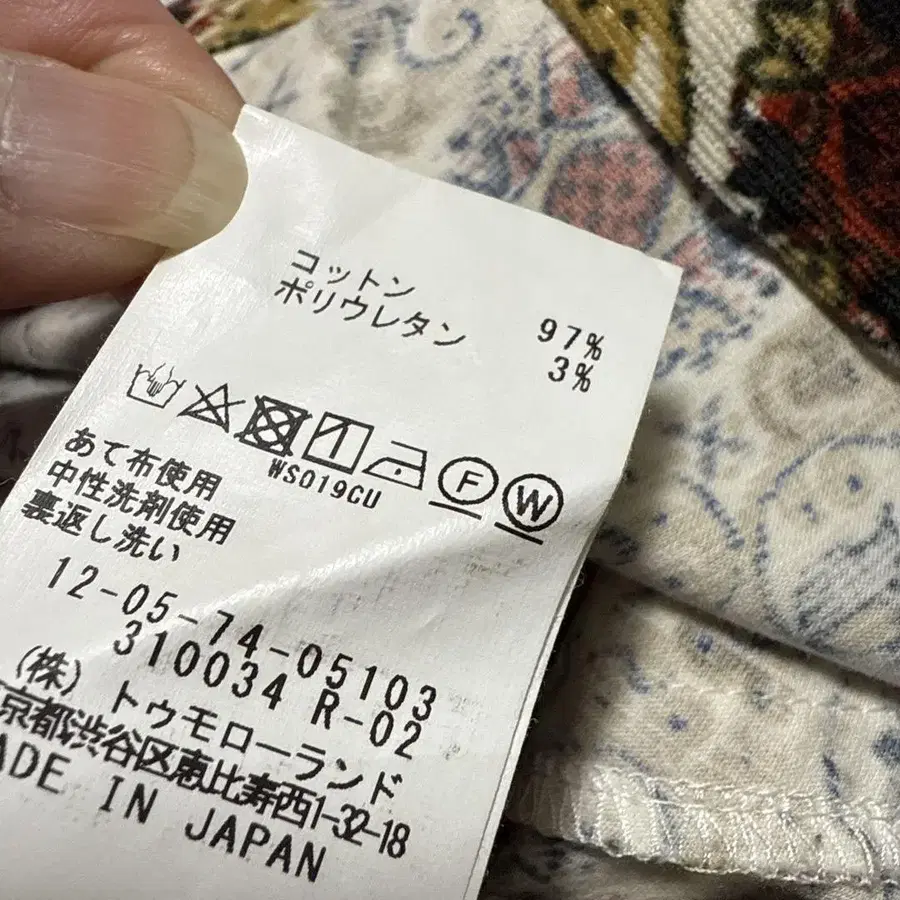 コットン 97%
ポリウレタン 3%
WS019CU
F W
あて布使用
中性洗剤使用
裏返し洗い
12-05-74-05103
310034 R-02
(株) トゥモローランド
京都渋谷区恵比寿西1-32-18
ADE IN JAPAN